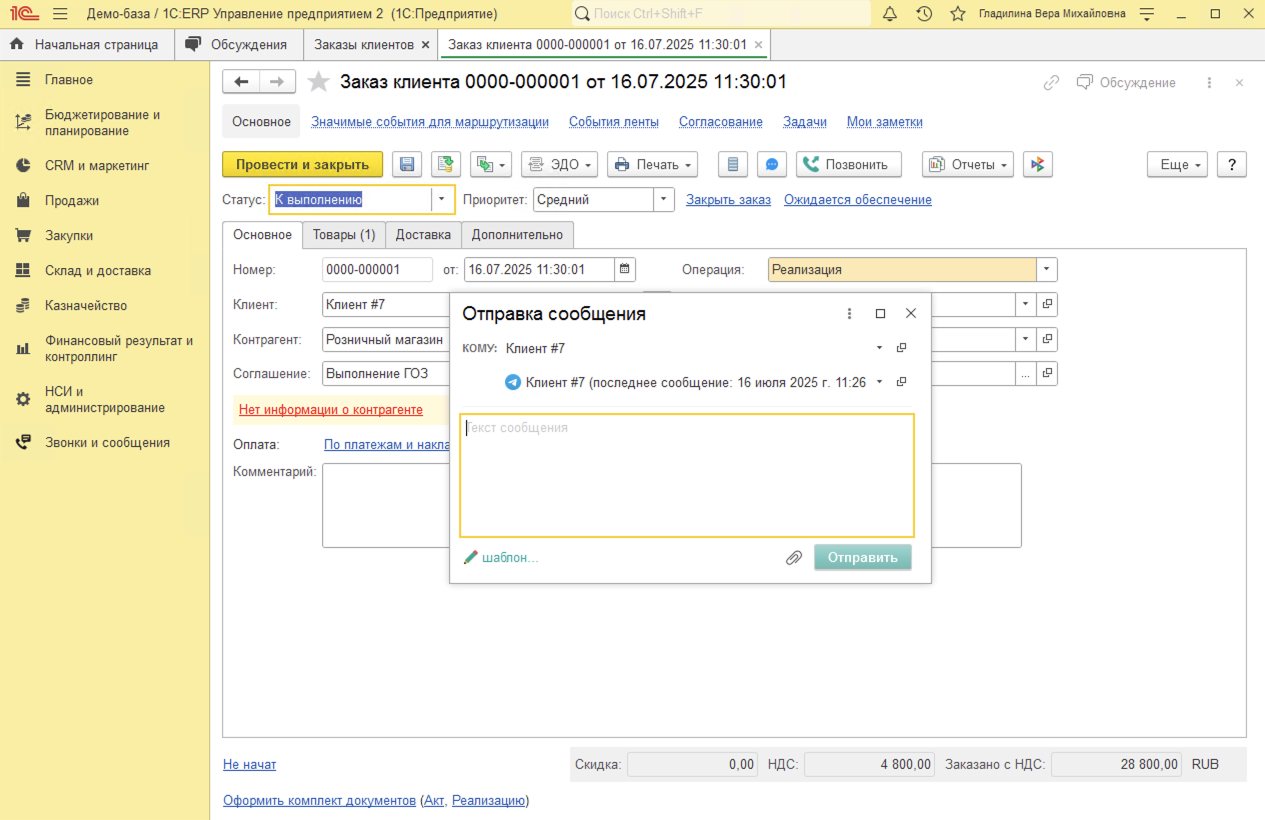 1С Демо-база / 1С:ERP Управление предприятием 2 (1С:Предприятие) Поиск Ctrl+Shift+F Гладилина Вера Михайловна
Начальная страница Обсуждения Заказы клиентов × Заказ клиента 0000-000001 от 16.07.2025 11:30:01 ×
Главное
Бюджетирование и
планирование
CRM и маркетинг
Продажи
Закупки
Склад и доставка
Казначейство
Финансовый результат и
контроллинг
НСИ и
администрирование
Звонки и сообщения
Заказ клиента 0000-000001 от 16.07.2025 11:30:01 Обсуждение
Основное Значимые события для маршрутизации События ленты Согласование Задачи Мои заметки
Провести и закрыть ЭДО Печать Позвонить Отчеты Еще ?
Статус: К выполнению Приоритет: Средний Закрыть заказ Ожидается обеспечение
Основное Товары (1) Доставка Дополнительно
Номер: 0000-000001 от: 16.07.2025 11:30:01 Операция: Реализация
Клиент: Клиент #7
Контрагент: Розничный магазин
Соглашение: Выполнение ГОЗ ...
Нет информации о контрагенте
Оплата: По платежам и накла
Комментарий:
Отправка сообщения
КОМУ: Клиент #7
Клиент #7 (последнее сообщение: 16 июля 2025 г. 11:26
Текст сообщения
шаблон... Отправить
Не начат Скидка: 0,00 НДС: 4 800,00 Заказано с НДС: 28 800,00 RUB
Оформить комплект документов (Акт, Реализацию)